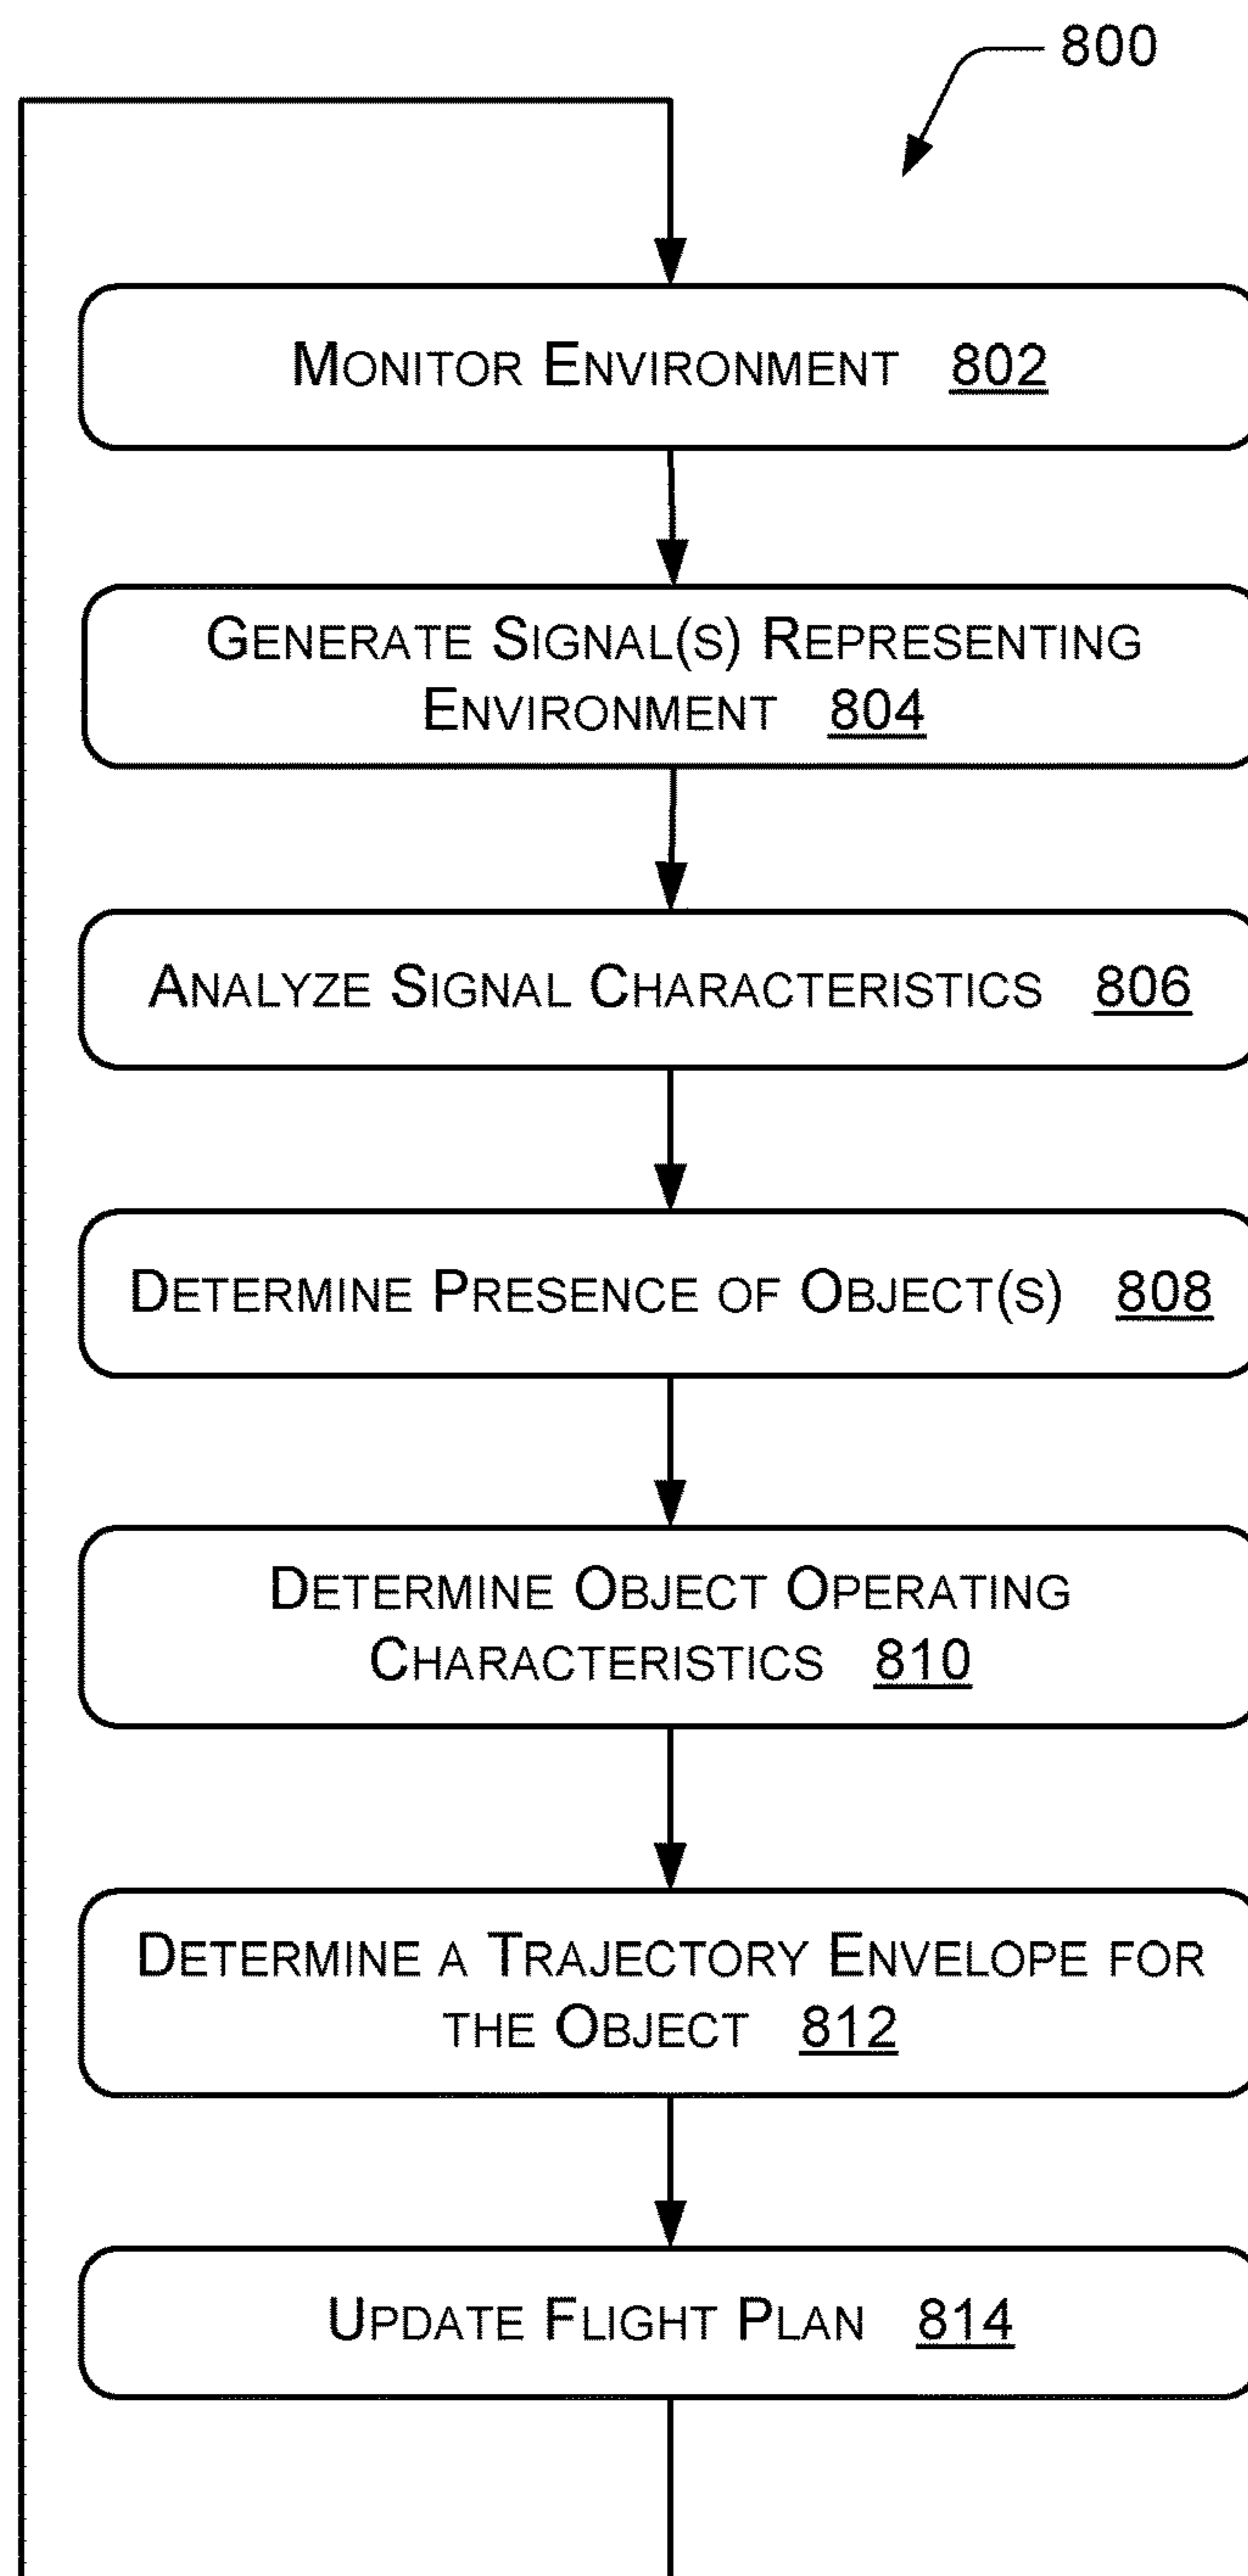 800
MONITOR ENVIRONMENT 802
GENERATE SIGNAL(S) REPRESENTING
ENVIRONMENT 804
ANALYZE SIGNAL CHARACTERISTICS 806
DETERMINE PRESENCE OF OBJECT(S) 808
DETERMINE OBJECT OPERATING
CHARACTERISTICS 810
DETERMINE A TRAJECTORY ENVELOPE FOR
THE OBJECT 812
UPDATE FLIGHT PLAN 814